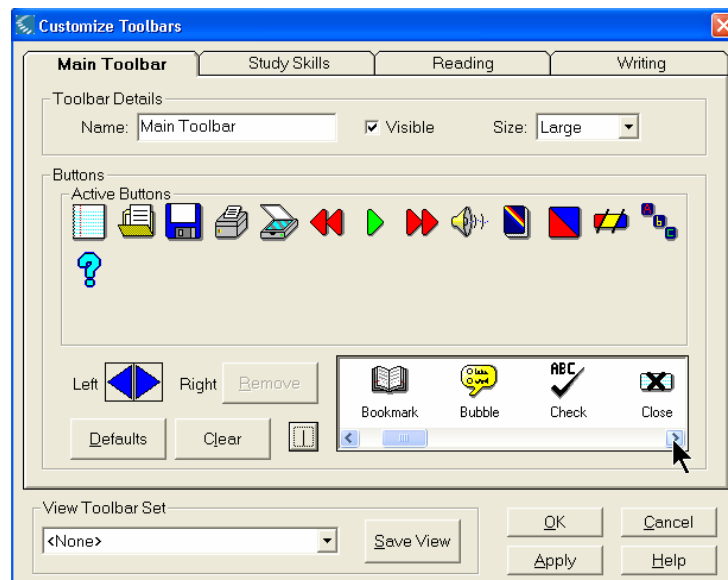 Customize Toolbars
Main Toolbar Study Skills Reading Writing
Toolbar Details
Name: Main Toolbar Visible Size: Large
Buttons
Active Buttons
Left Right Remove
ABC
Bookmark Bubble Check Close
Defaults Clear
View Toolbar Set
<None> Save View
OK Cancel
Apply Help